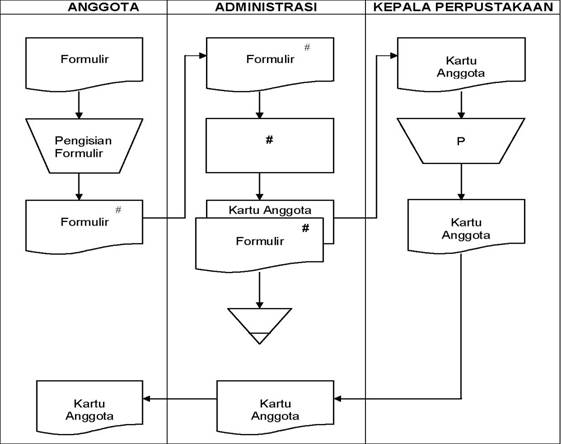 ANGGOTA
ADMINISTRASI
KEPALA PERPUSTAKAAN
Formulir
Pengisian
Formulir
Formulir #
Formulir #
#
Kartu Anggota
Formulir #
Kartu
Anggota
P
Kartu
Anggota
Kartu
Anggota
Kartu
Anggota